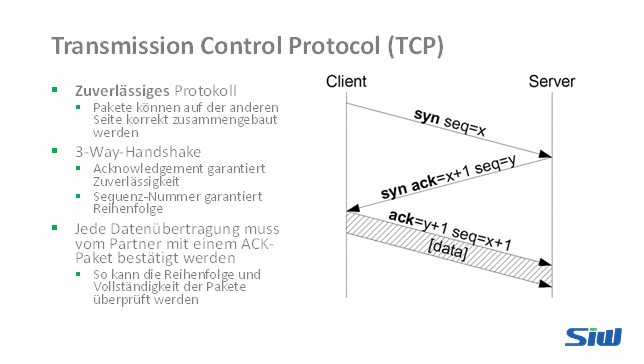 Transmission Control Protocol (TCP)
Zuverlässiges Protokoll
Pakete können auf der anderen
Seite korrekt zusammengebaut
werden
3-Way-Handshake
Acknowledgement garantiert
Zuverlässigkeit
Sequenz-Nummer garantiert
Reihenfolge
Jede Datenübertragung muss
vom Partner mit einem ACK-
Paket bestätigt werden
So kann die Reihenfolge und
Vollständigkeit der Pakete
überprüft werden
Client
Server
syn seq=x
syn ack=x+1 seq=y
ack=y+1 seq=x+1
[data]
SIW